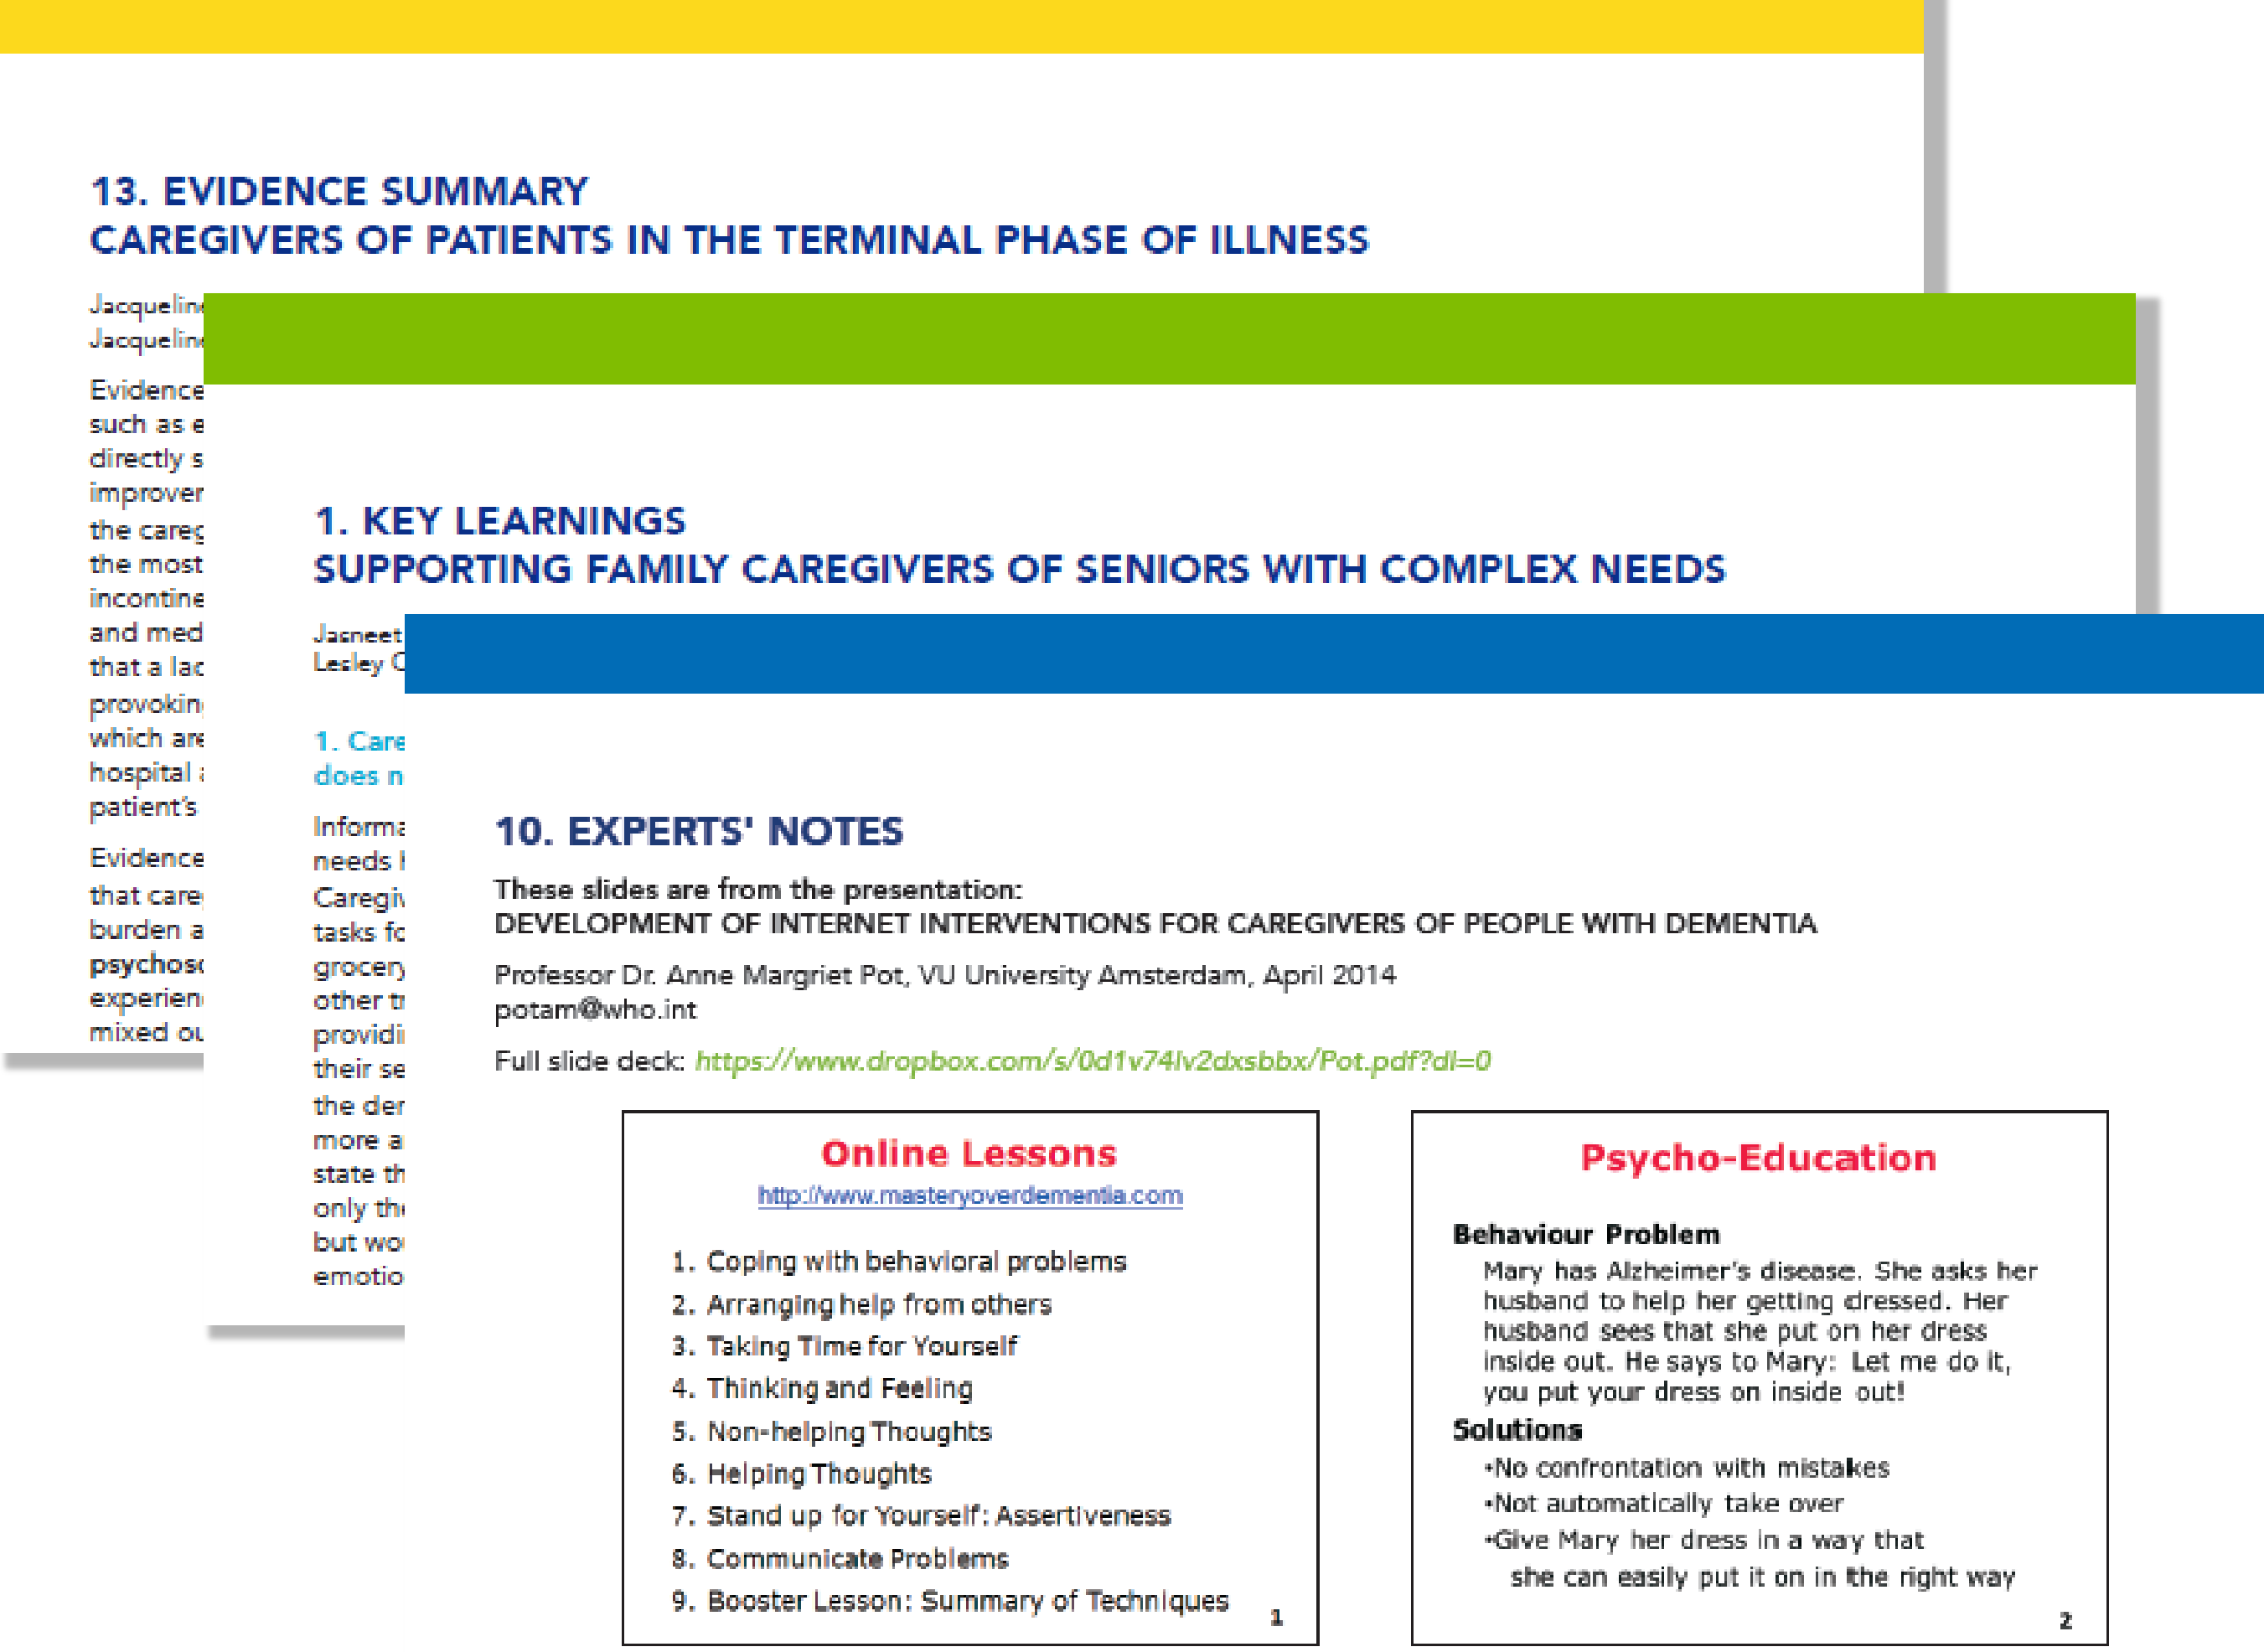 13. EVIDENCE SUMMARY
CAREGIVERS OF PATIENTS IN THE TERMINAL PHASE OF ILLNESS
Evidence
such as
directly
the
the most
and
that a
which are
hospital
patient's
Evidence
that
burden
mixed
1. KEY LEARNINGS
SUPPORTING FAMILY CAREGIVERS OF SENIORS WITH COMPLEX NEEDS
Jasneet
Lesley
1.
does
needs
tasks
grocery
other
their
the
more
state
only
but
10. EXPERTS' NOTES
These slides are from the presentation:
DEVELOPMENT OF INTERNET INTERVENTIONS FOR CAREGIVERS OF PEOPLE WITH DEMENTIA
Professor Dr. Anne Margriet Pot, VU University Amsterdam, April 2014
potam@who.int
Full slide deck: https://www.dropbox.com/s/0d1v74lv2dxsbbx/Pot.pdf?dl=0
Online Lessons
http://www.masteryoverdementia.com
1. Coping with behavioral problems
2. Arranging help from others
3. Taking Time for Yourself
4. Thinking and Feeling
5. Non-helping Thoughts
6. Helping Thoughts
7. Stand up for Yourself: Assertiveness
8. Communicate Problems
9. Booster Lesson: Summary of Techniques
1
Psycho-Education
Behaviour Problem
Mary has Alzheimer's disease. She asks her
husband to help her getting dressed. Her
husband sees that she put on her dress
inside out. He says to Mary: Let me do it,
you put your dress on inside out!
Solutions
•No confrontation with mistakes
•Not automatically take over
•Give Mary her dress in a way that
she can easily put it on in the right way
2